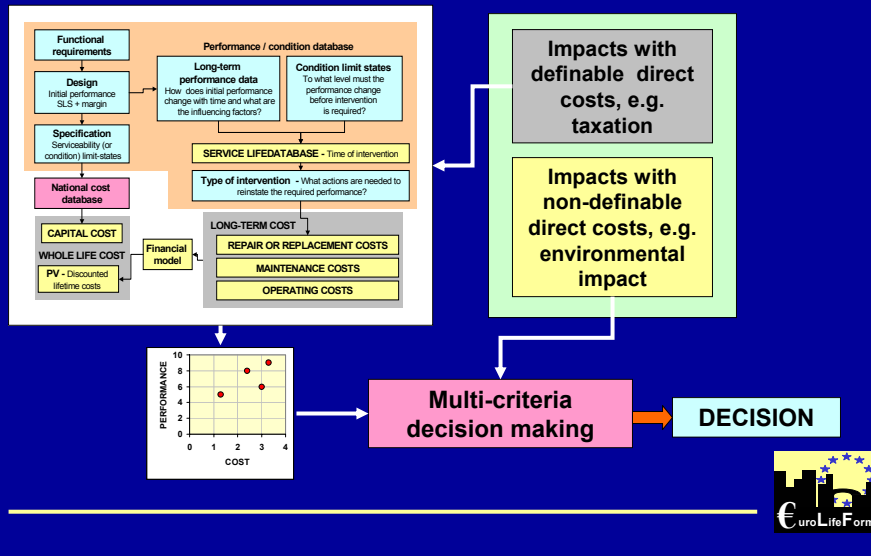 Functional
requirements
Performance / condition database
Design
Initial performance
SLS + margin
Long-term
performance data
How does initial performance
change with time and what are
the influencing factors?
Condition limit states
To what level must the
performance change
before intervention
is required?
Specification
Serviceability (or
condition) limit-states
SERVICE LIFEDATABASE - Time of intervention
Type of intervention - What actions are needed to
reinstate the required performance?
National cost
database
CAPITAL COST
WHOLE LIFE COST
PV - Discounted
lifetime costs
Financial
model
LONG-TERM COST
REPAIR OR REPLACEMENT COSTS
MAINTENANCE COSTS
OPERATING COSTS
Impacts with
definable direct
costs, e.g.
taxation
Impacts with
non-definable
direct costs, e.g.
environmental
impact
PERFORMANCE
10
8
6
4
2
0
0 1 2 3 4
COST
Multi-criteria
decision making
DECISION
€uroLifeForm